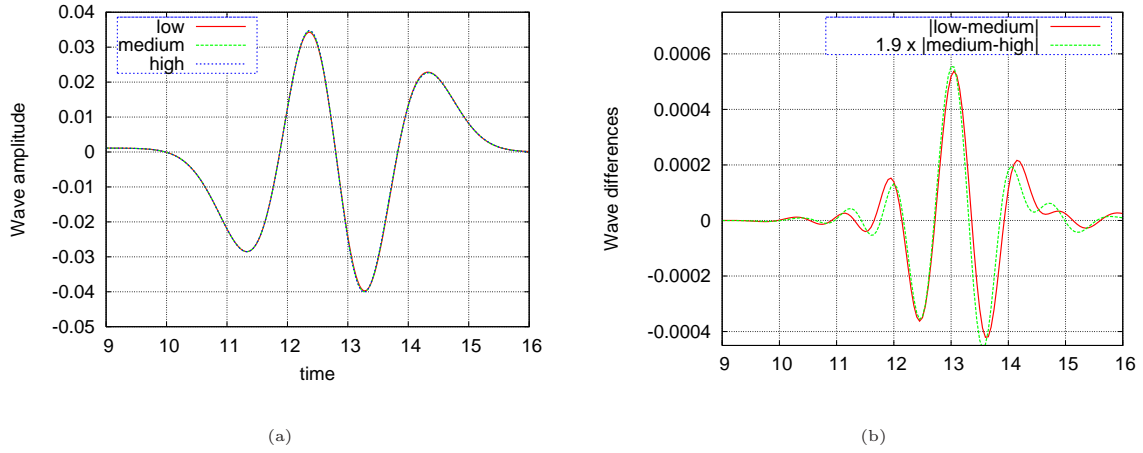 0.04
0.03
0.02
0.01
0
-0.01
-0.02
-0.03
-0.04
-0.05
Wave amplitude
low
medium
high
9 10 11 12 13 14 15 16
time
(a)
0.0006
0.0004
0.0002
0
-0.0002
-0.0004
Wave differences
|low-medium|
1.9 x |medium-high|
9 10 11 12 13 14 15 16
(b)